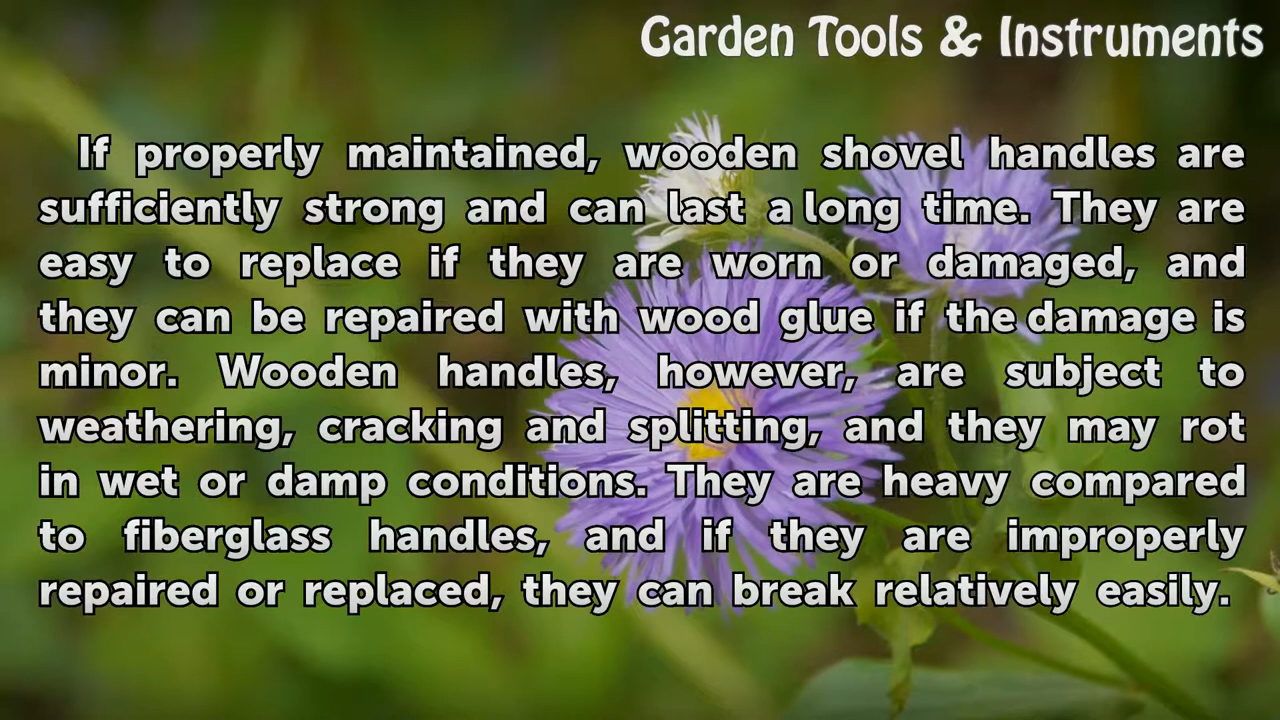 Garden Tools & Instruments
If properly maintained, wooden shovel handles are
sufficiently strong and can last a long time. They are
easy to replace if they are worn or damaged, and
they can be repaired with wood glue if the damage is
minor. Wooden handles, however, are subject to
weathering, cracking and splitting, and they may rot
in wet or damp conditions. They are heavy compared
to fiberglass handles, and if they are improperly
repaired or replaced, they can break relatively easily.